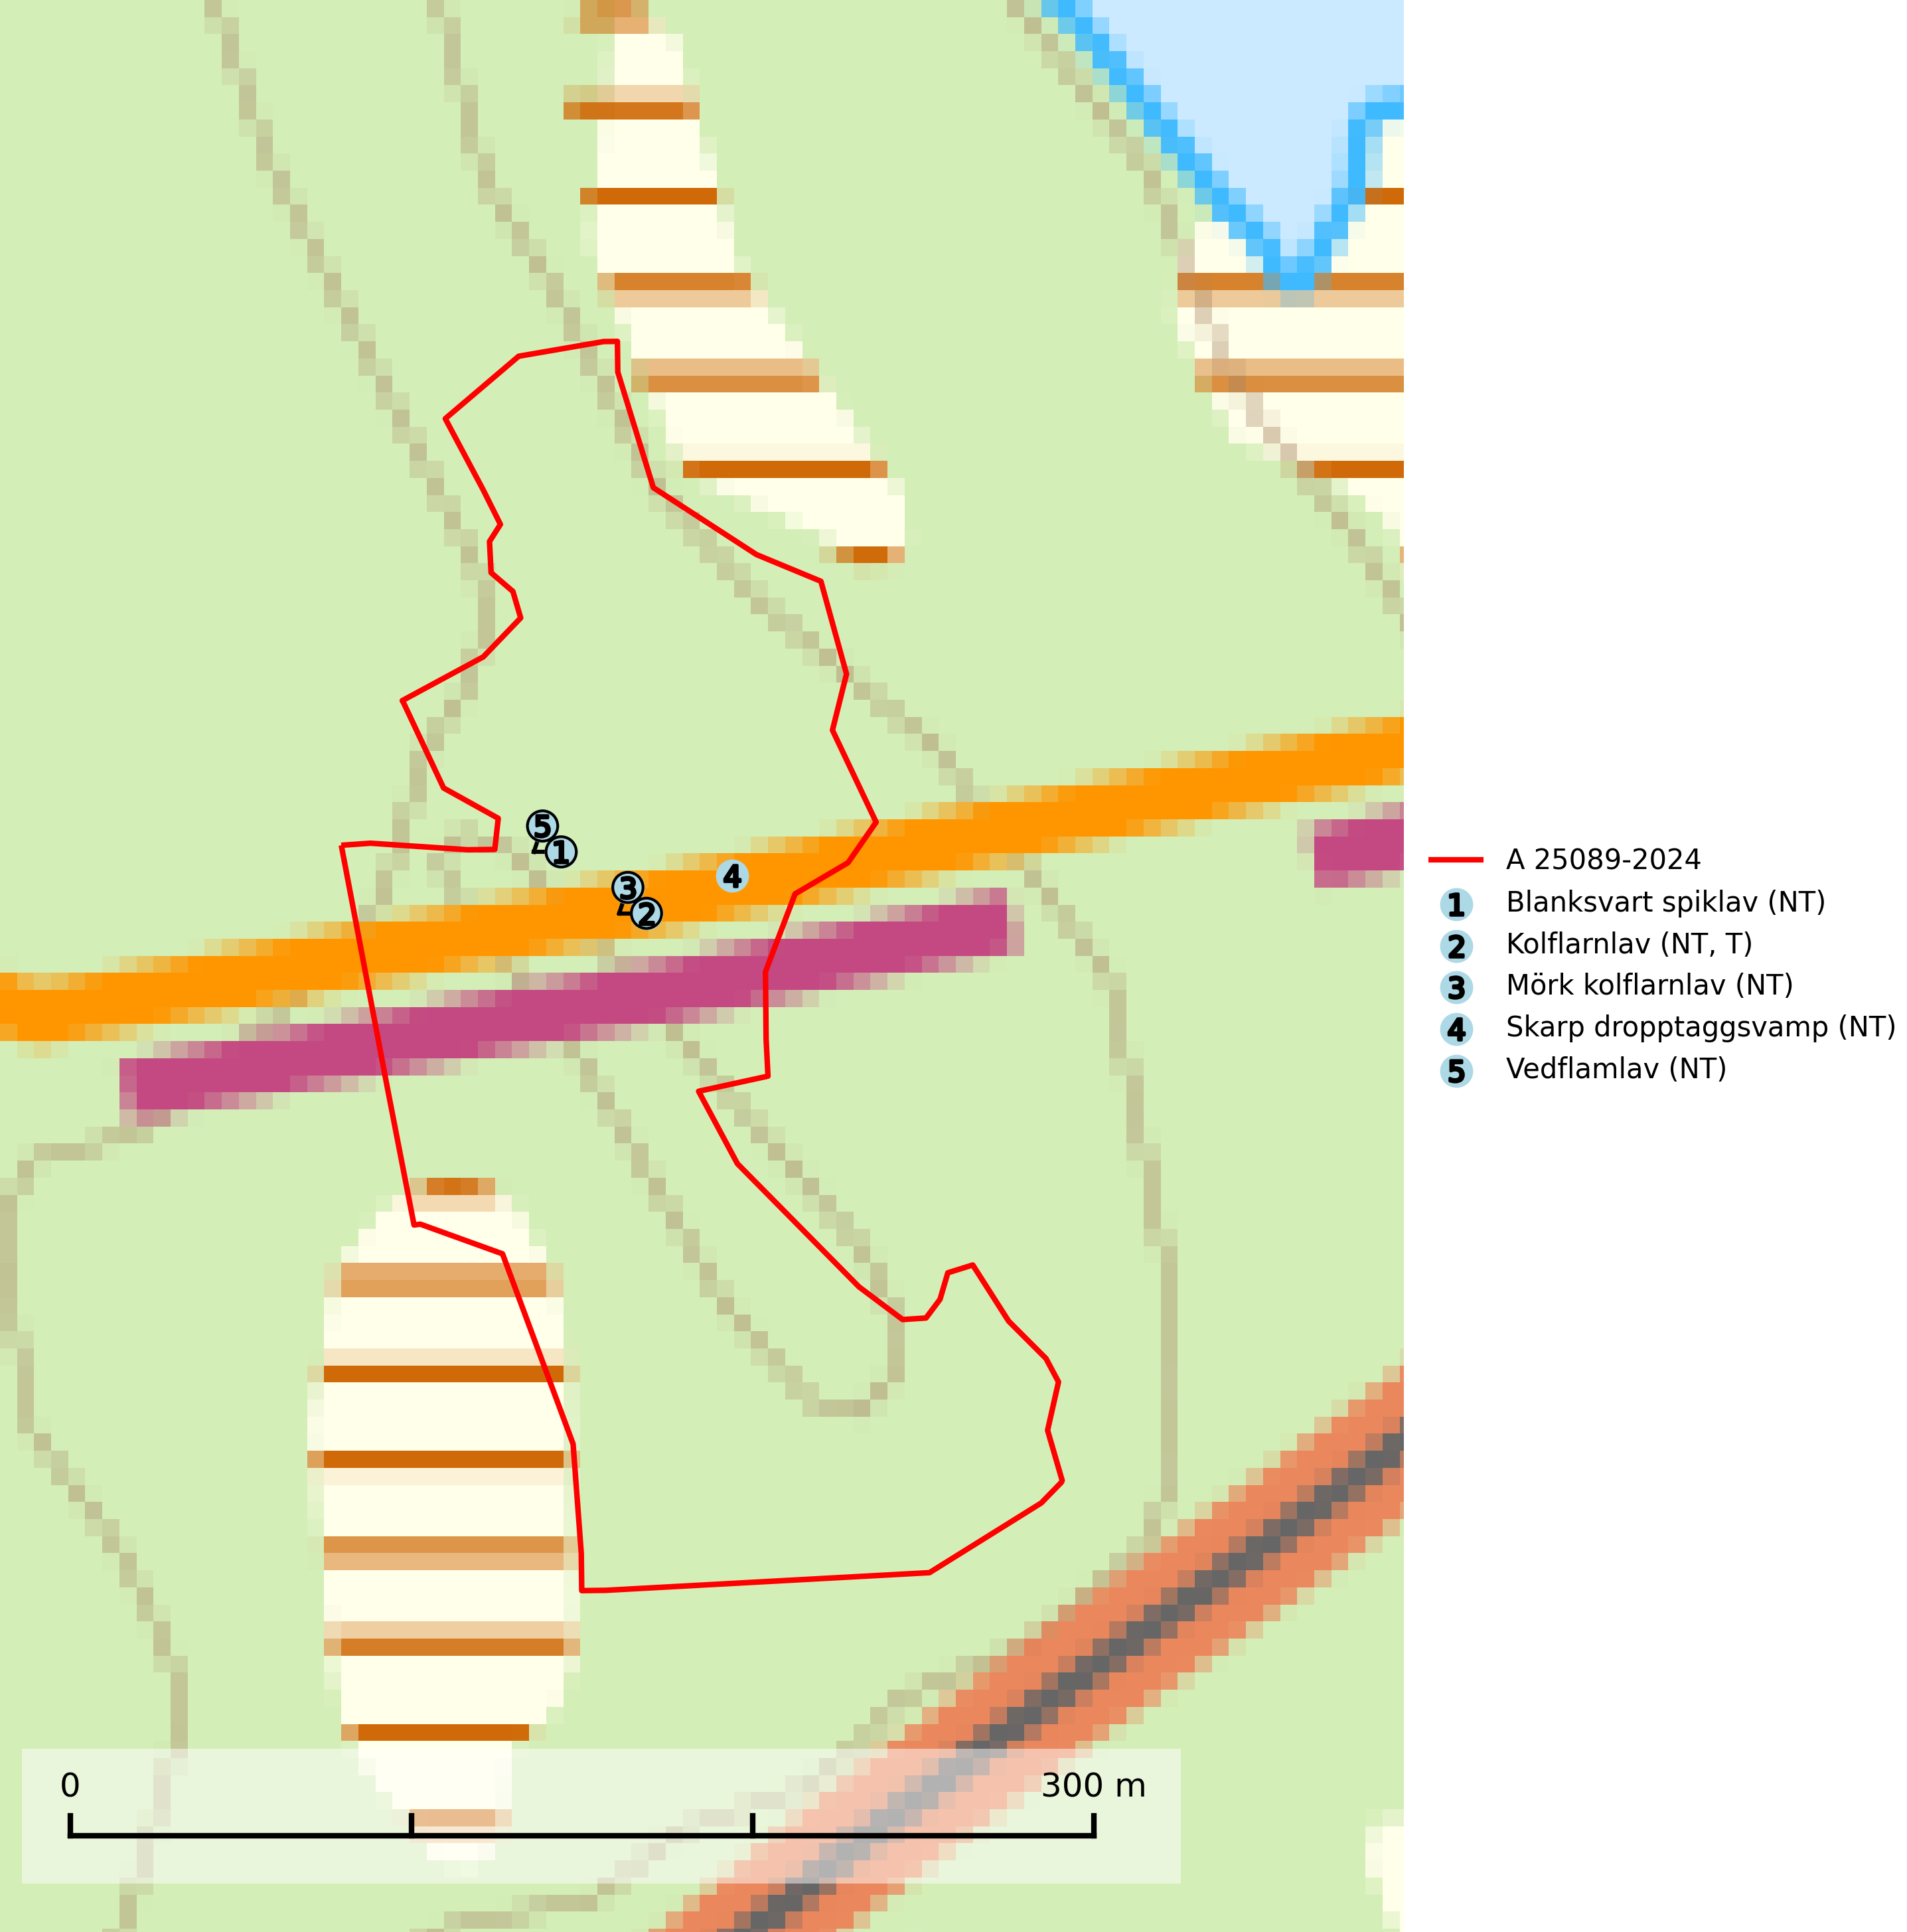 5
1
4
3
2
A 25089-2024
1 Blanksvart spiklav (NT)
2 Kolflarnlav (NT, T)
3 Mörk kolflarnlav (NT)
4 Skarp dropptaggsvamp (NT)
5 Vedflamlav (NT)
0 300 m